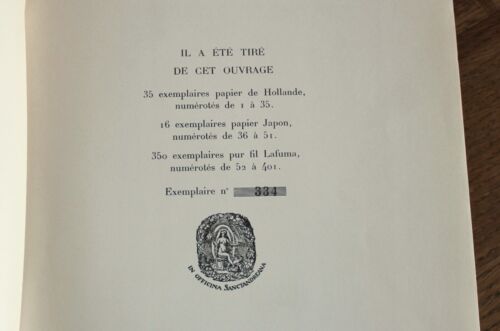 IL A ÉTÉ TIRÉ
DE CET OUVRAGE
35 exemplaires papier de Hollande,
numérotés de 1 à 35.
16 exemplaires papier Japon,
numérotés de 36 à 51.
350 exemplaires pur fil Lafuma,
numérotés de 52 à 401.
Exemplaire n° 334
IN OFFICINA SANCTANDREANA